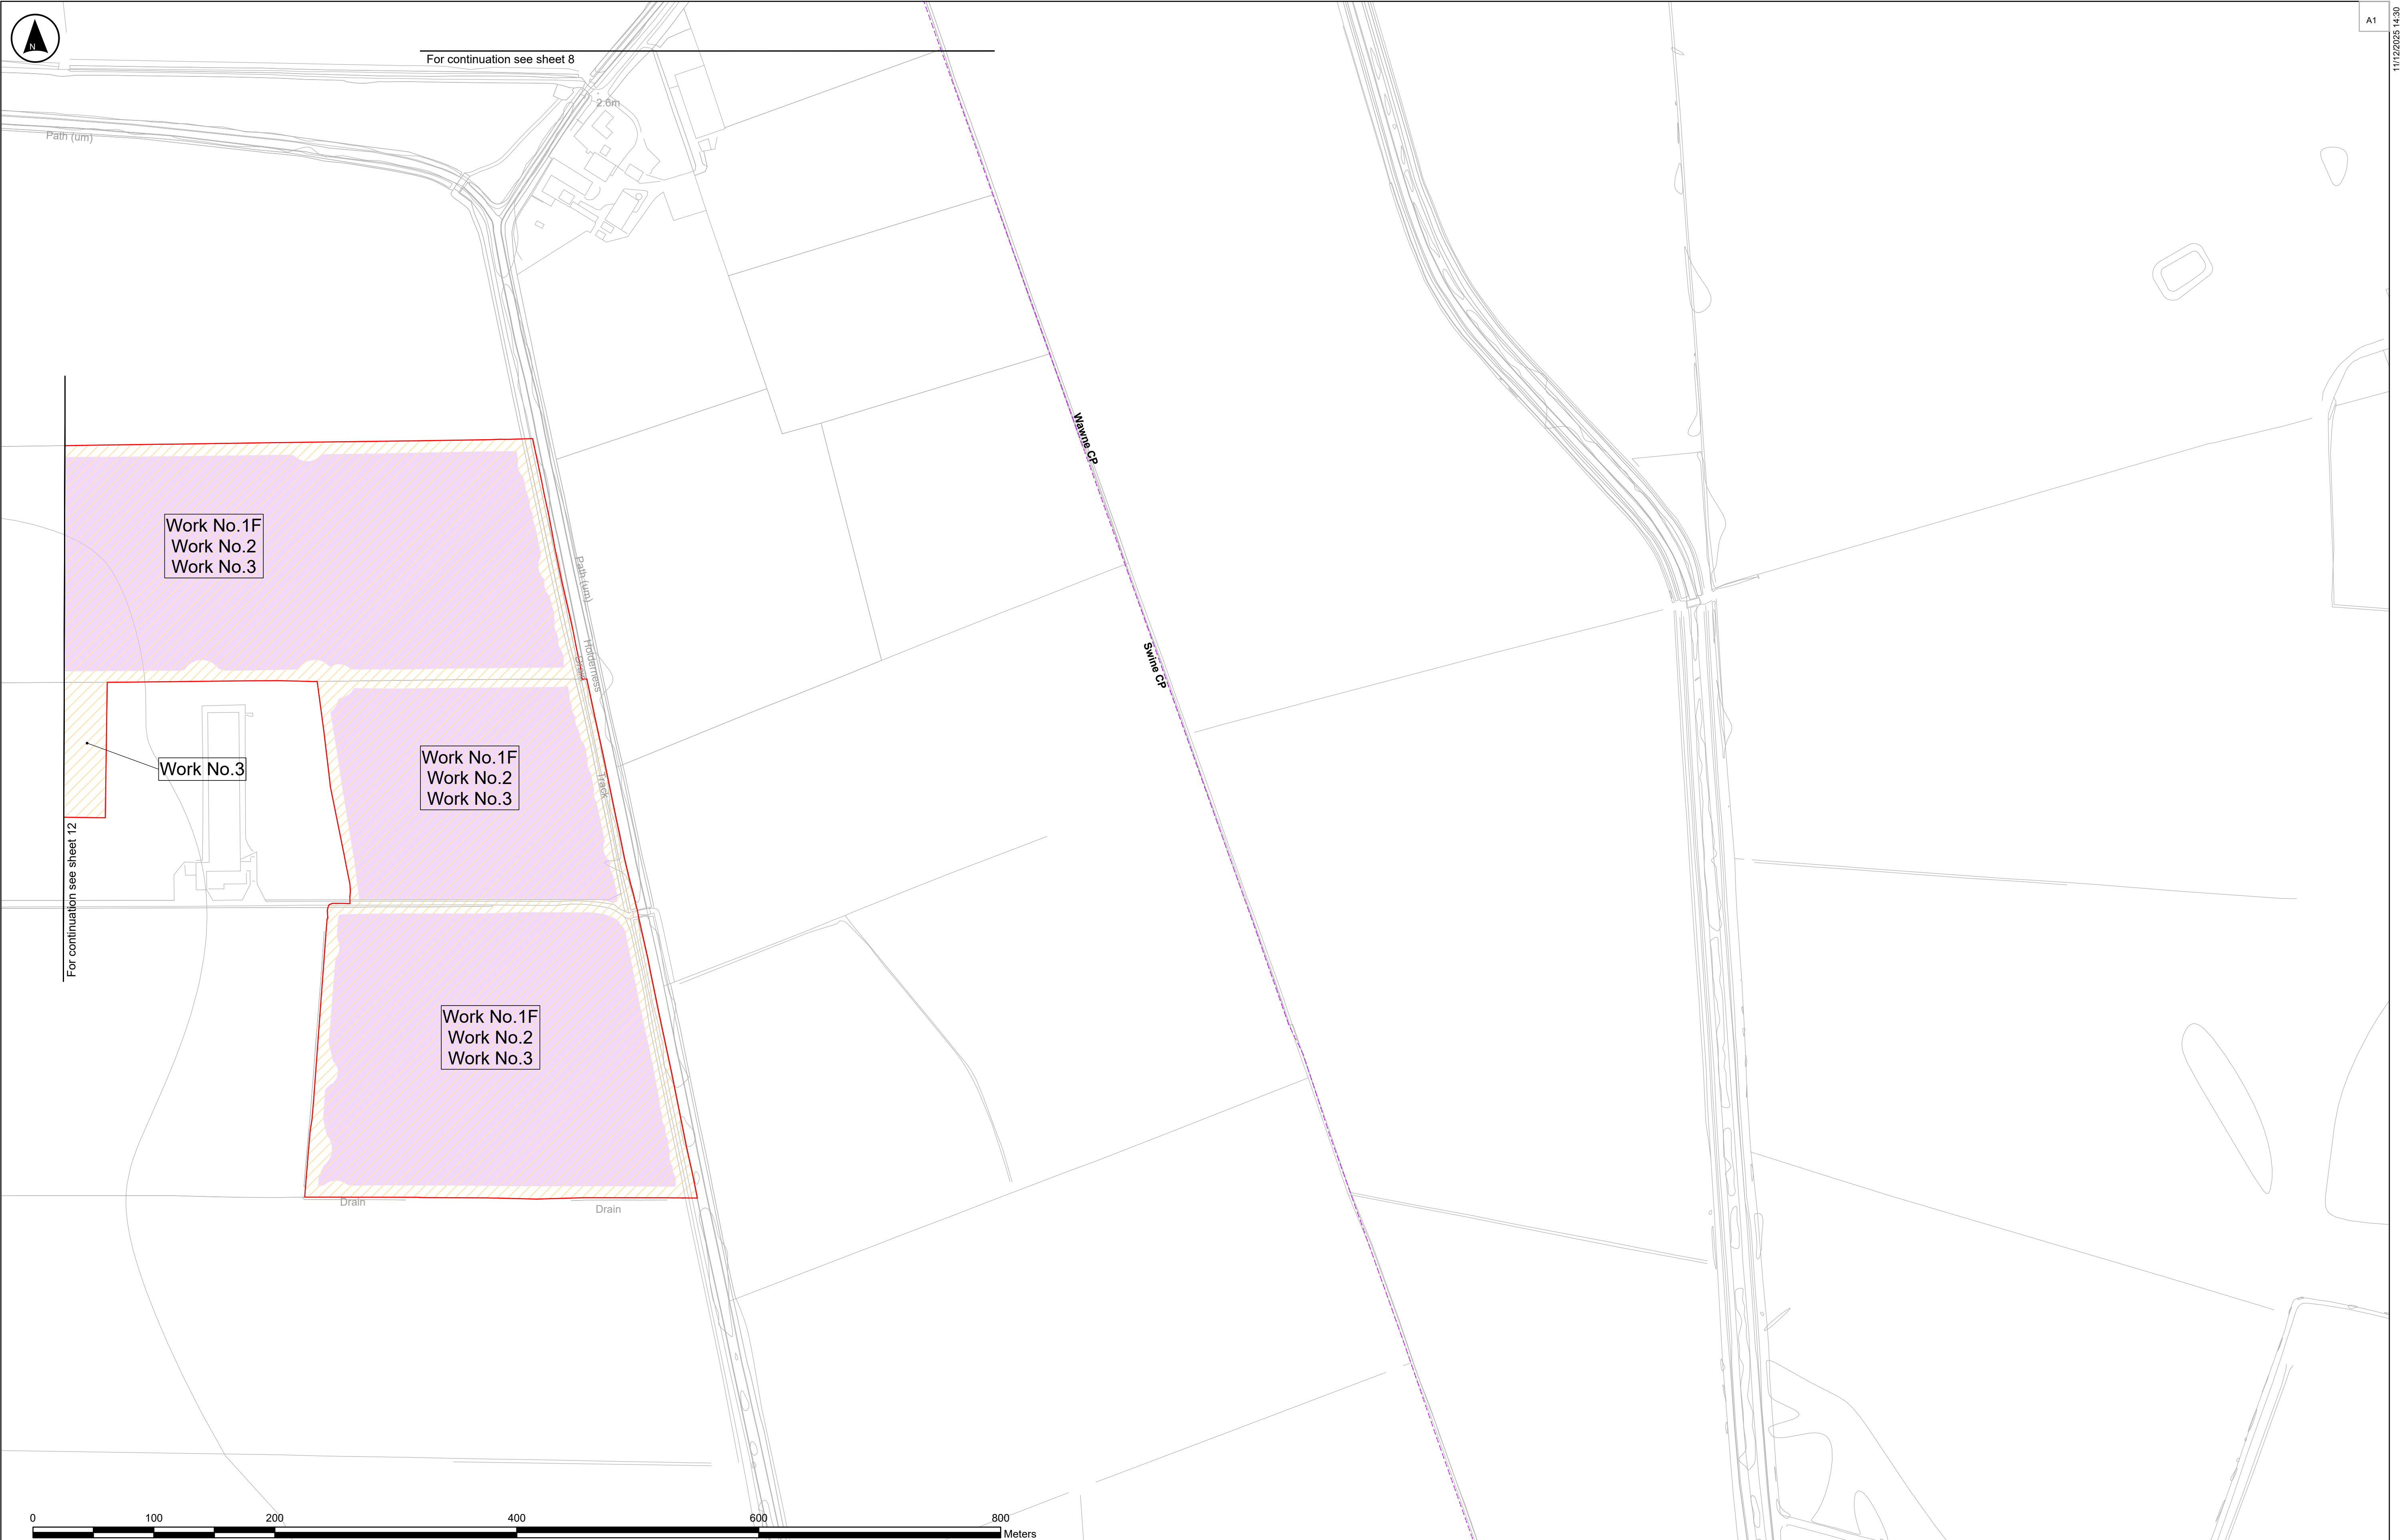 A1
11/12/2025 14:30
N
For continuation see sheet 8
2.6m
Path (um)
Wawne CP
Work No.1F
Work No.2
Work No.3
Path (um)
Holderness
Drain
Swine CP
Work No.3
Work No.1F
Work No.2
Work No.3
Track
For continuation see sheet 12
Work No.1F
Work No.2
Work No.3
Drain
Drain
0 100 200 400 600 800
Meters